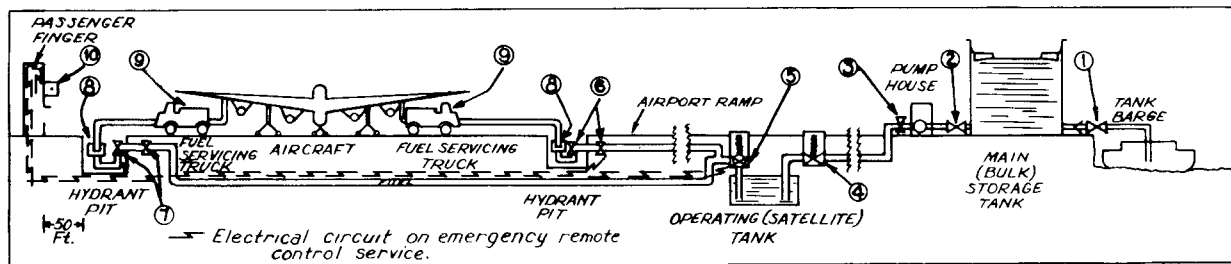 PASSENGER
FINGER
10
9
9
8
8
6
AIRPORT RAMP
5
3
PUMP
HOUSE
2
1
TANK
BARGE
FUEL
SERVICING
TRUCK
AIRCRAFT
FUEL SERVICING
TRUCK
FUEL
HYDRANT
PIT
7
HYDRANT
PIT
4
OPERATING (SATELLITE)
TANK
MAIN
(BULK)
STORAGE
TANK
50
Ft.
Electrical circuit on emergency remote
control service.